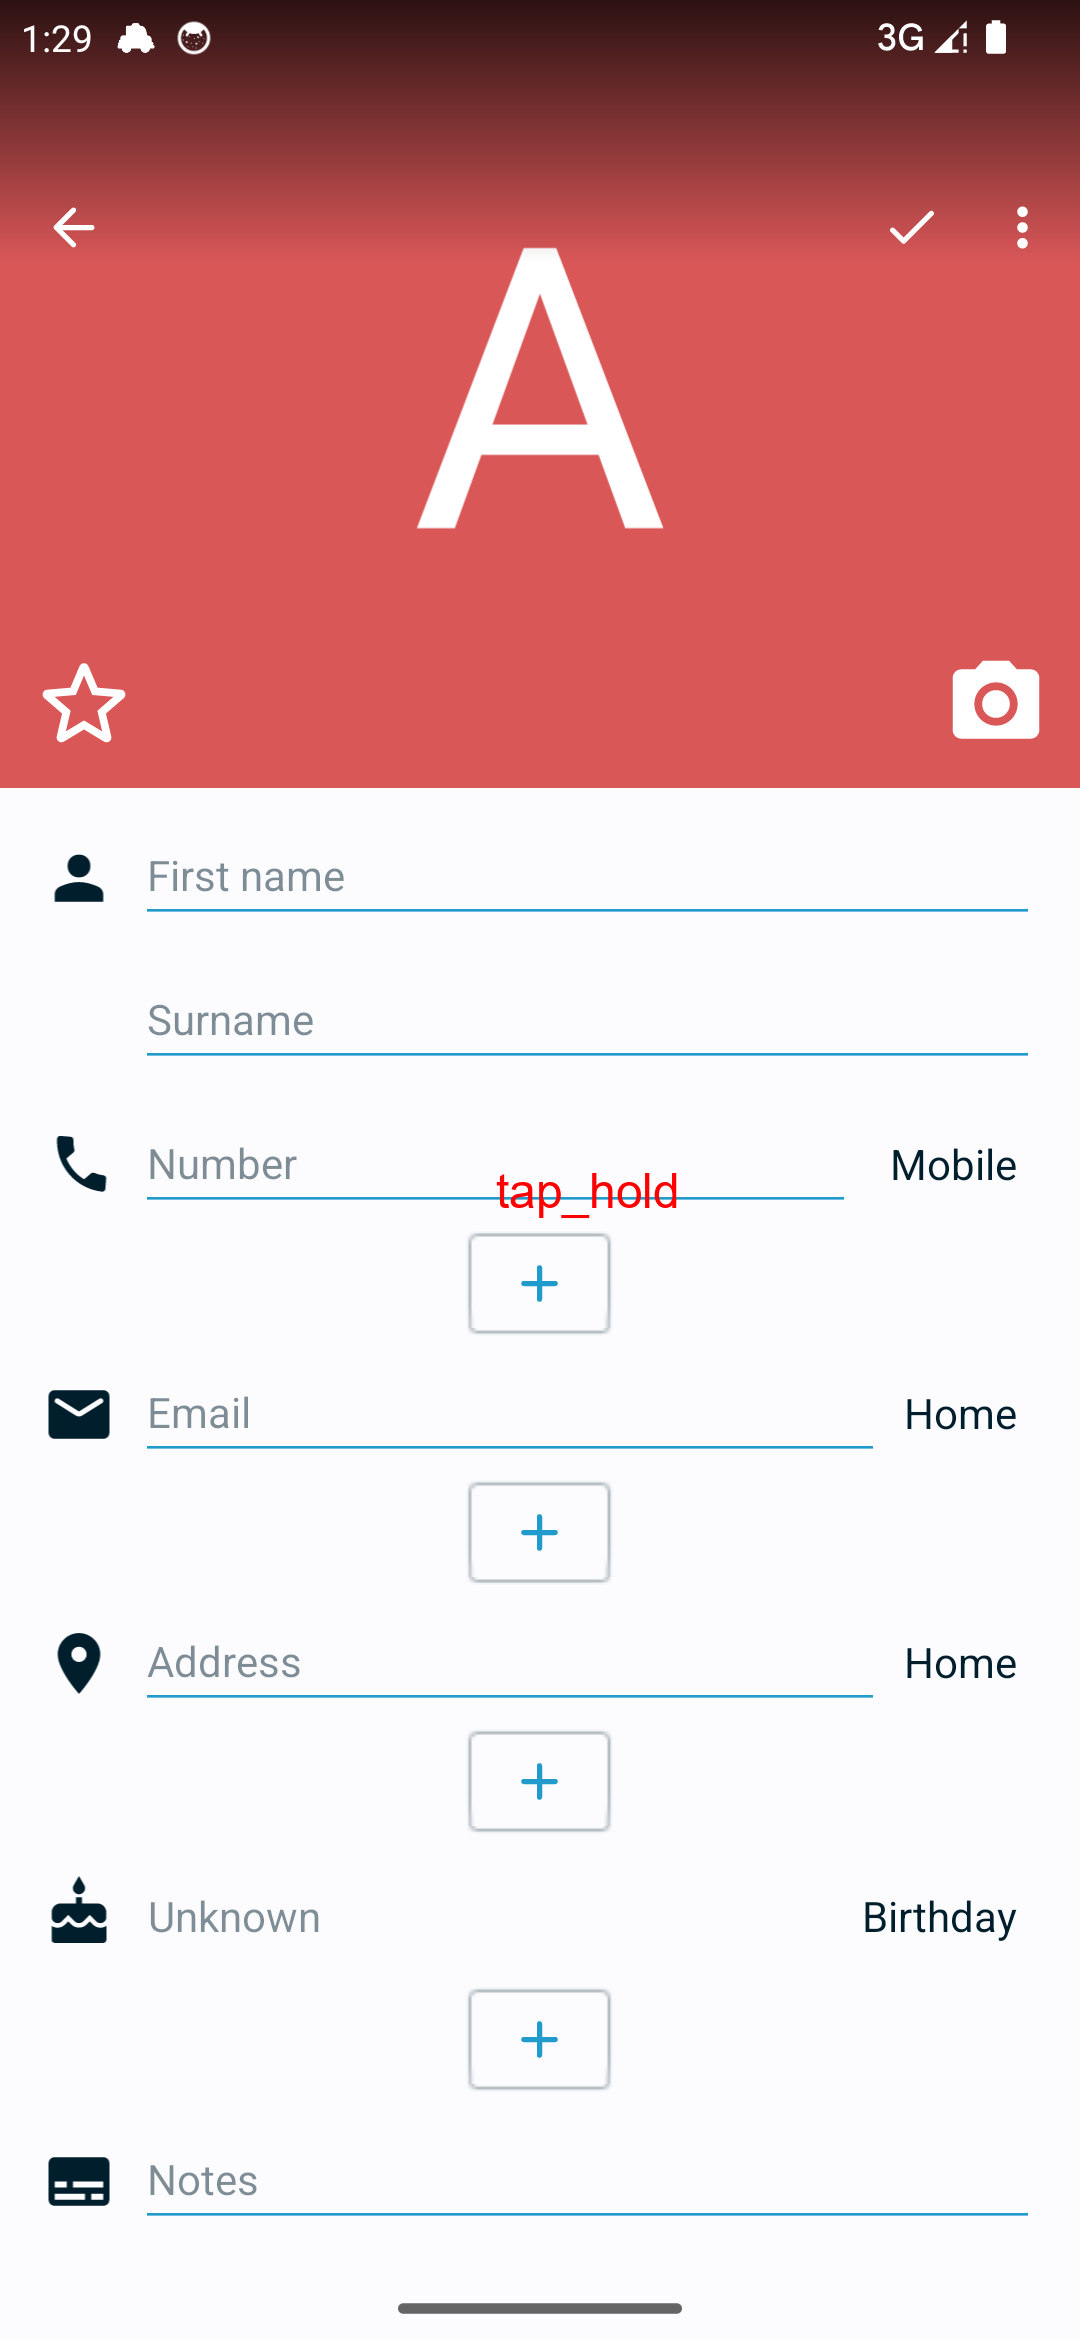 1:29 3G
A
First name
Surname
Number Mobile
tap_hold
Email Home
Address Home
Unknown Birthday
Notes